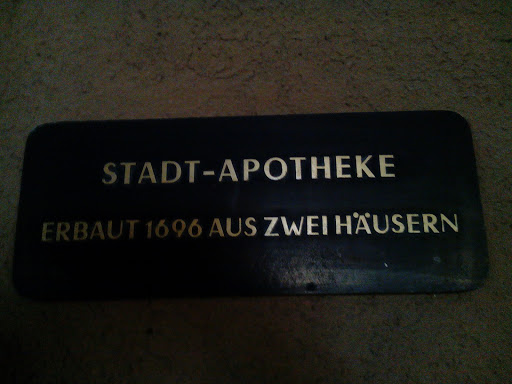 STADT-APOTHEKE
ERBAUT 1696 AUS ZWEI HÄUSERN